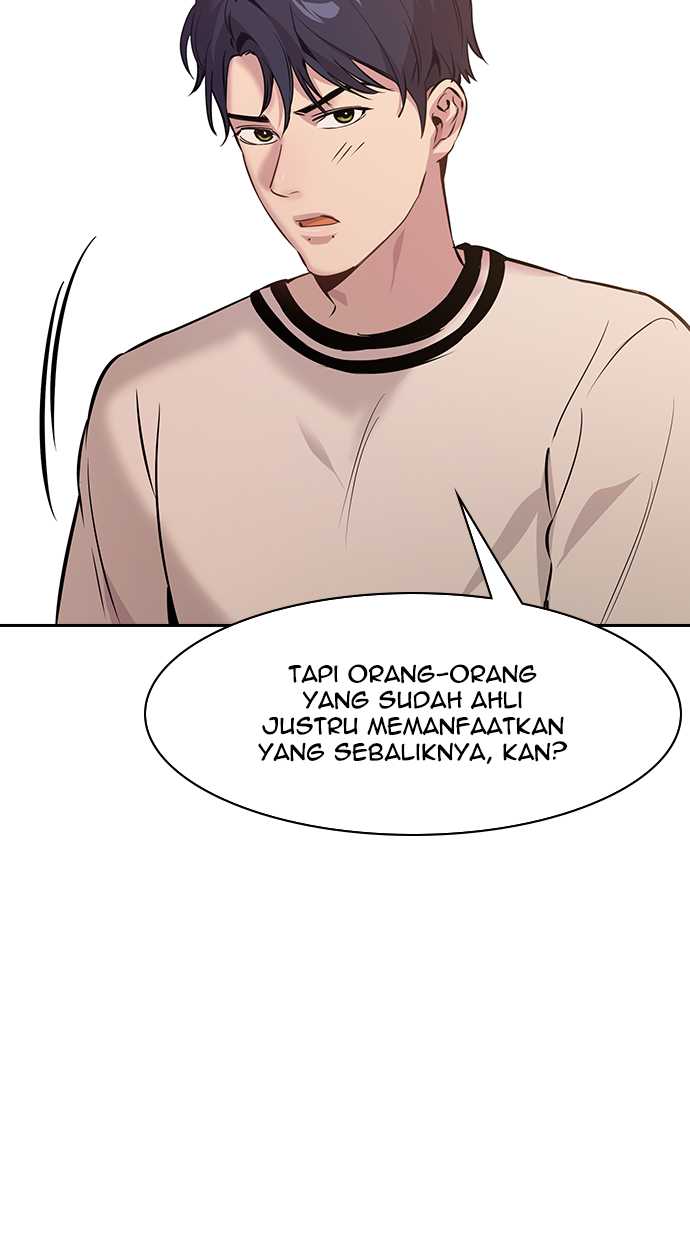 TAPI ORANG-ORANG
YANG SUDAH AHLI
JUSTRU MEMANFAATKAN
YANG SEBALIKNYA, KAN?